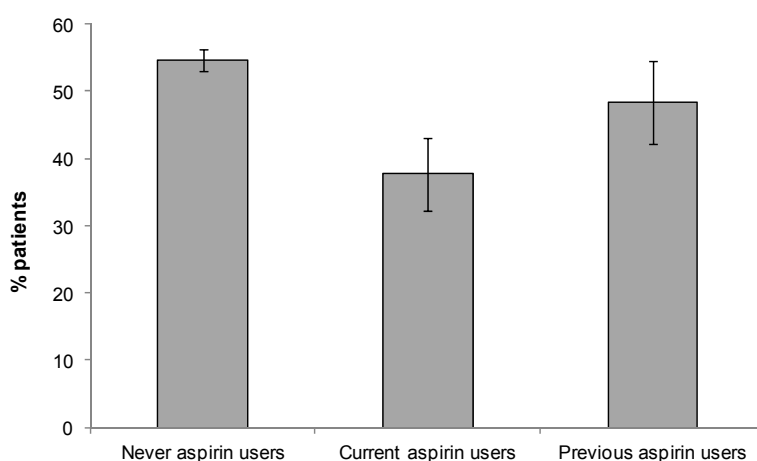 60
50
40
30
20
10
0
% patients
Never aspirin users
Current aspirin users
Previous aspirin users